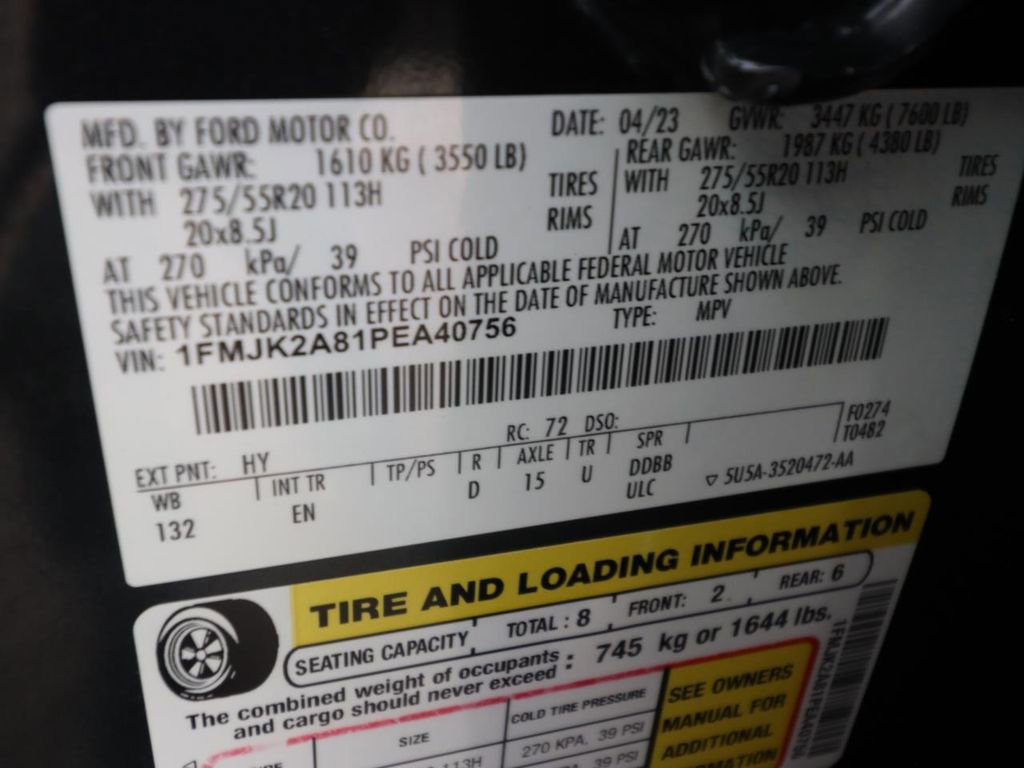 MFD. BY FORD MOTOR CO. DATE: 04/23 GVWR: 3447 KG ( 7600 LB)
FRONT GAWR: 1610 KG ( 3550 LB) REAR GAWR: 1987 KG ( 4380 LB)
WITH 275/55R20 113H TIRES WITH 275/55R20 113H TIRES
20x8.5J RIMS 20x8.5J RIMS
AT 270 kPa/ 39 PSI COLD AT 270 kPa/ 39 PSI COLD
THIS VEHICLE CONFORMS TO ALL APPLICABLE FEDERAL MOTOR VEHICLE
SAFETY STANDARDS IN EFFECT ON THE DATE OF MANUFACTURE SHOWN ABOVE.
VIN: 1FMJK2A81PEA40756 TYPE: MPV
F0274
T0482
EXT PNT: HY RC: 72 DSO:
WB INT TR TP/PS R AXLE TR SPR
132 EN D 15 U DDBB
ULC
5U5A-3520472-AA
TIRE AND LOADING INFORMATION
SEATING CAPACITY TOTAL : 8 FRONT: 2 REAR: 6
The combined weight of occupants : 745 kg or 1644 lbs.
and cargo should never exceed
SIZE COLD TIRE PRESSURE SEE OWNERS
113H 270 KPA, 39 PSI MANUAL FOR
39 PSI ADDITIONAL
1FMJK2A81PEA40756